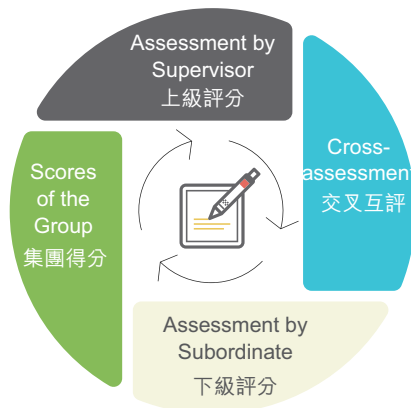 Assessment by
Supervisor
上級評分
Cross-
assessment
交叉互評
Assessment by
Subordinate
下級評分
Scores
of the
Group
集團得分